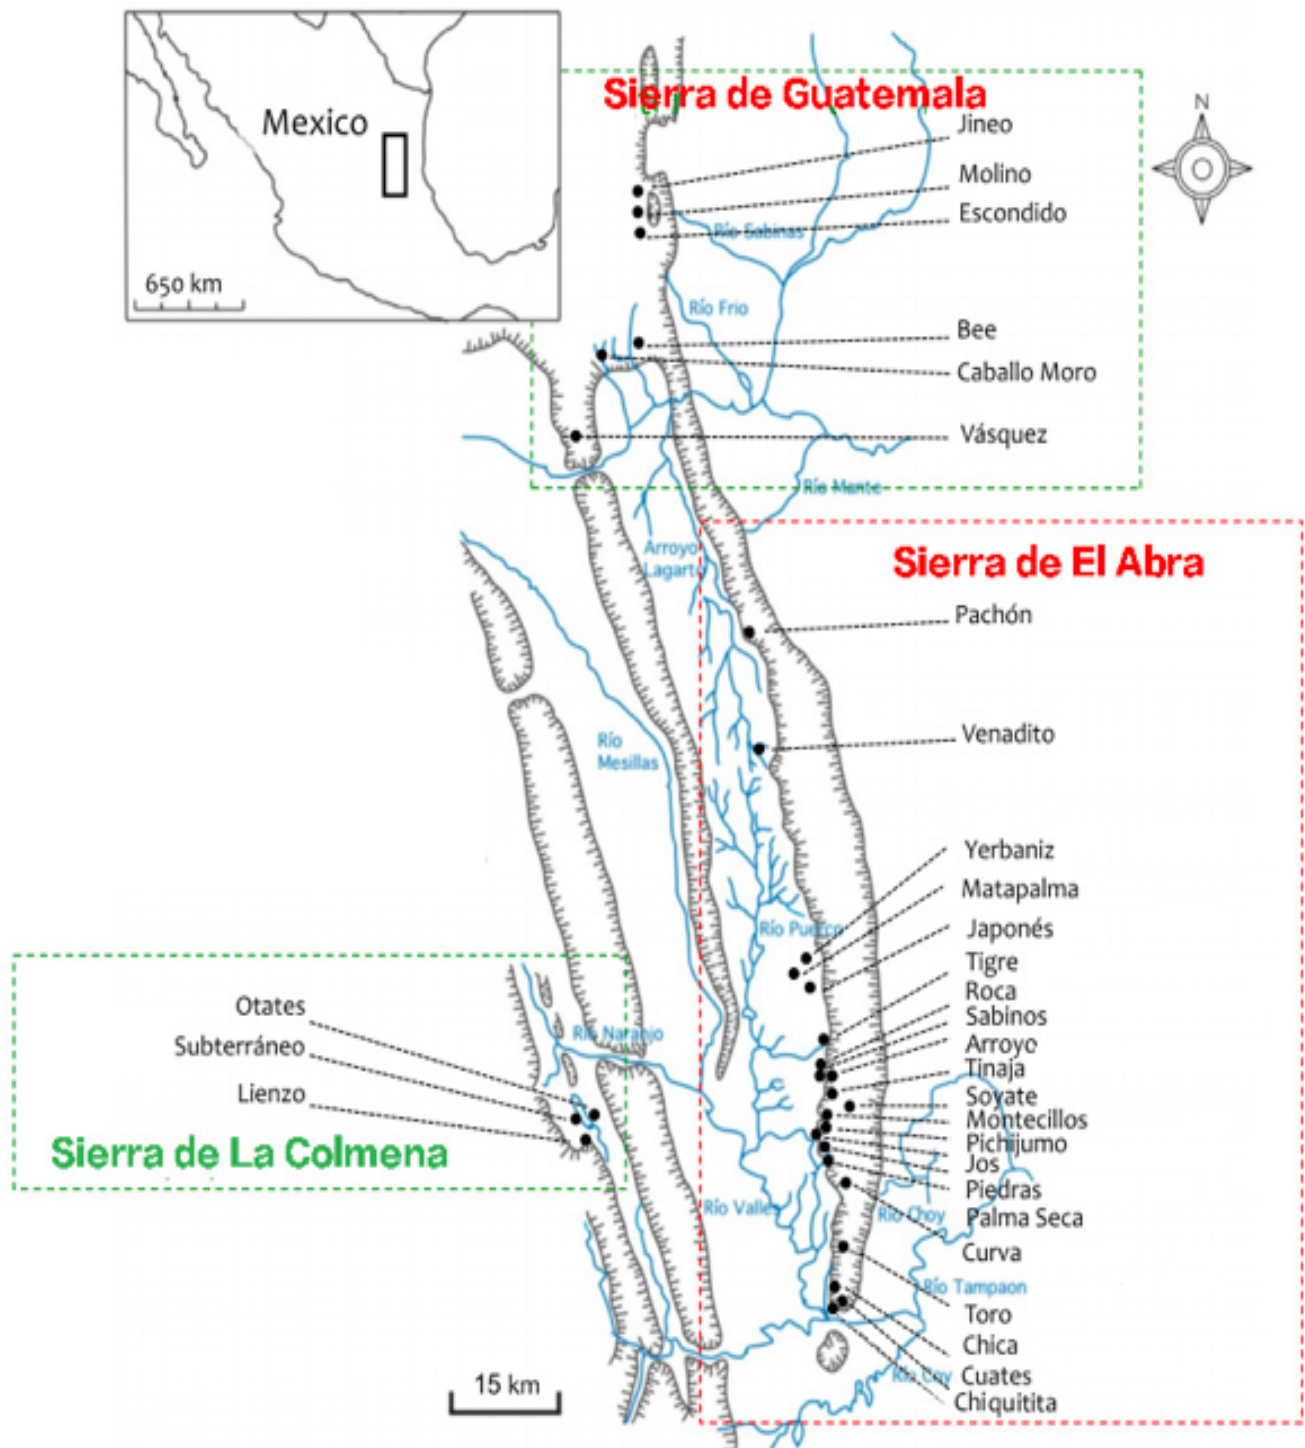 Sierra de Guatemala
N
Mexico
650 km
Jineo
Molino
Escondido
Río Sabinas
Río Frio
Bee
Caballo Moro
Vásquez
Río Mante
Arroyo
Lagarto
Sierra de El Abra
Pachón
Venadito
Río
Mesillas
Yerbaniz
Matapalma
Río Puerco
Japonés
Tigre
Roca
Sabinos
Arroyo
Tinaja
Soyate
Montecillos
Pichijumo
Jos
Piedras
Palma Seca
Curva
Otates
Subterráneo
Lienzo
Río Naranjo
Sierra de La Colmena
Río Valles
Río Choy
Río Tampaon
Toro
Chica
Cuates
Chiquitita
Río Coy
15 km